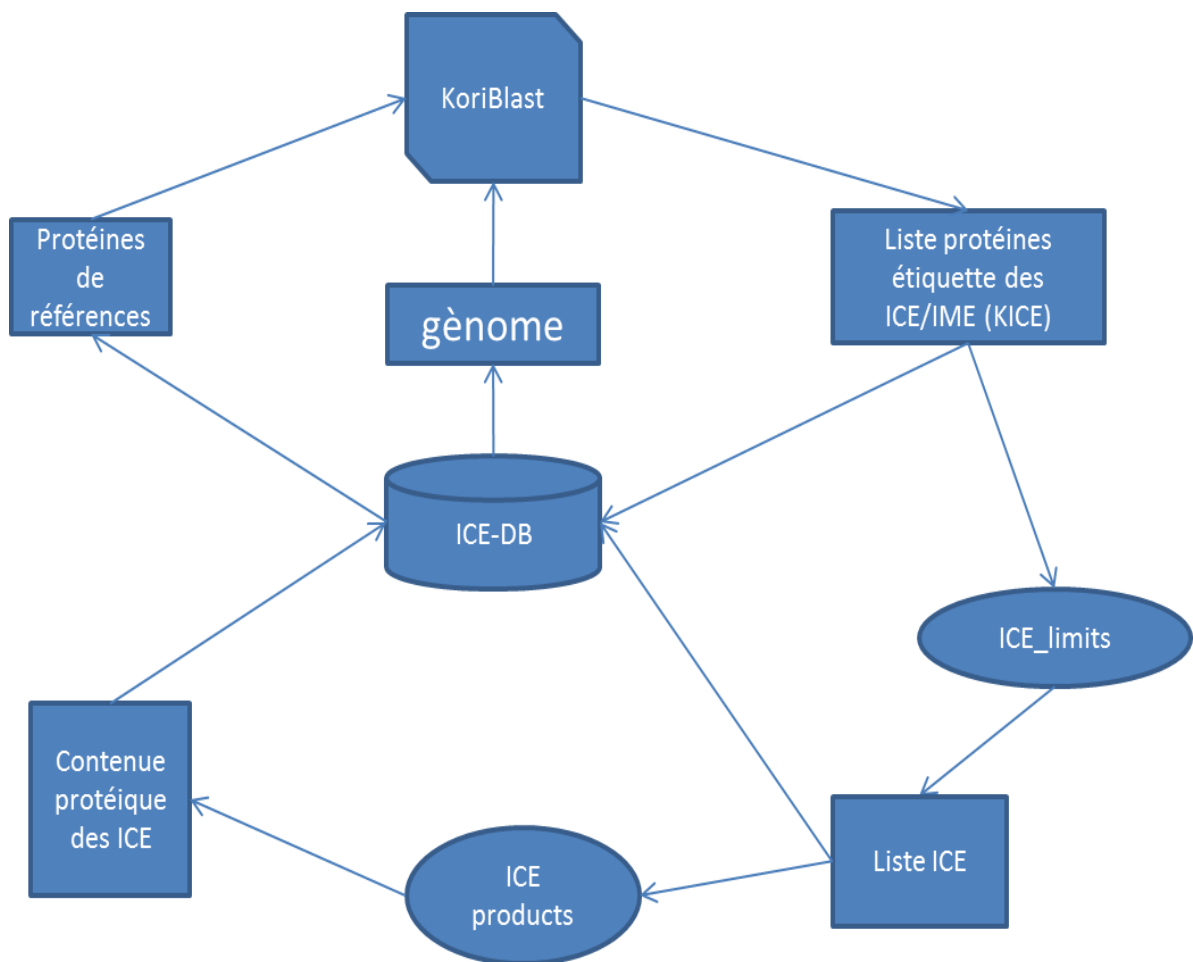 KoriBlast
Protéines
de
références
Liste protéines
étiquette des
ICE/IME (KICE)
gènome
ICE-DB
ICE_limits
Contenue
protéique
des ICE
Liste ICE
ICE
products